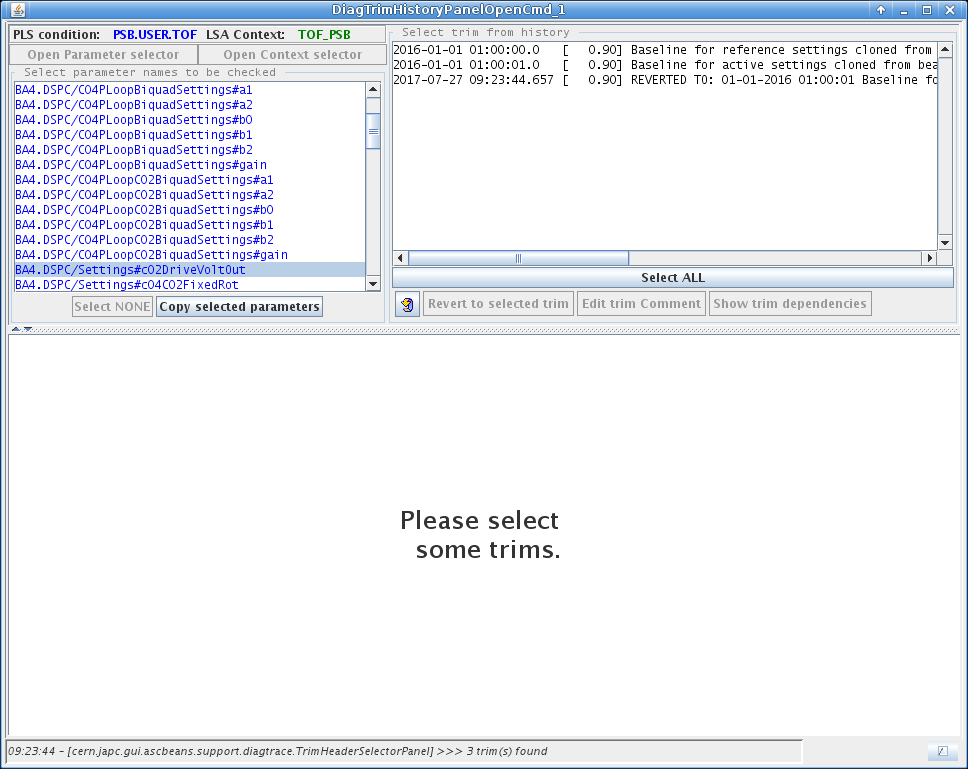 DiagTrimHistoryPanelOpenCmd_1
PLS condition: PSB.USER.TOF LSA Context: TOF_PSB
Open Parameter selector Open Context selector
Select parameter names to be checked
BA4.DSPC/C04PLoopBiquadSettings#a1
BA4.DSPC/C04PLoopBiquadSettings#a2
BA4.DSPC/C04PLoopBiquadSettings#b0
BA4.DSPC/C04PLoopBiquadSettings#b1
BA4.DSPC/C04PLoopBiquadSettings#b2
BA4.DSPC/C04PLoopBiquadSettings#gain
BA4.DSPC/C04PLoopC02BiquadSettings#a1
BA4.DSPC/C04PLoopC02BiquadSettings#a2
BA4.DSPC/C04PLoopC02BiquadSettings#b0
BA4.DSPC/C04PLoopC02BiquadSettings#b1
BA4.DSPC/C04PLoopC02BiquadSettings#b2
BA4.DSPC/C04PLoopC02BiquadSettings#gain
BA4.DSPC/Settings#c02DriveVoltOut
BA4.DSPC/Settings#c04C02FixedRot
Select NONE Copy selected parameters
Select trim from history
2016-01-01 01:00:00.0 [ 0.90] Baseline for reference settings cloned from
2016-01-01 01:00:01.0 [ 0.90] Baseline for active settings cloned from bea
2017-07-27 09:23:44.657 [ 0.90] REVERTED TO: 01-01-2016 01:00:01 Baseline fo
Select ALL
Revert to selected trim Edit trim Comment Show trim dependencies
Please select
some trims.
09:23:44 – [cern.japc.gui.ascbeans.support.diagtrace.TrimHeaderSelectorPanel] >>> 3 trim(s) found